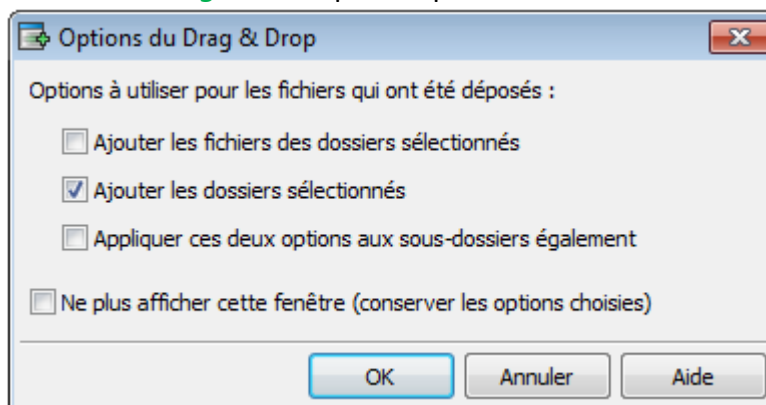 Options du Drag & Drop
Options à utiliser pour les fichiers qui ont été déposés :
Ajouter les fichiers des dossiers sélectionnés
Ajouter les dossiers sélectionnés
Appliquer ces deux options aux sous-dossiers également
Ne plus afficher cette fenêtre (conserver les options choisies)
OK Annuler Aide